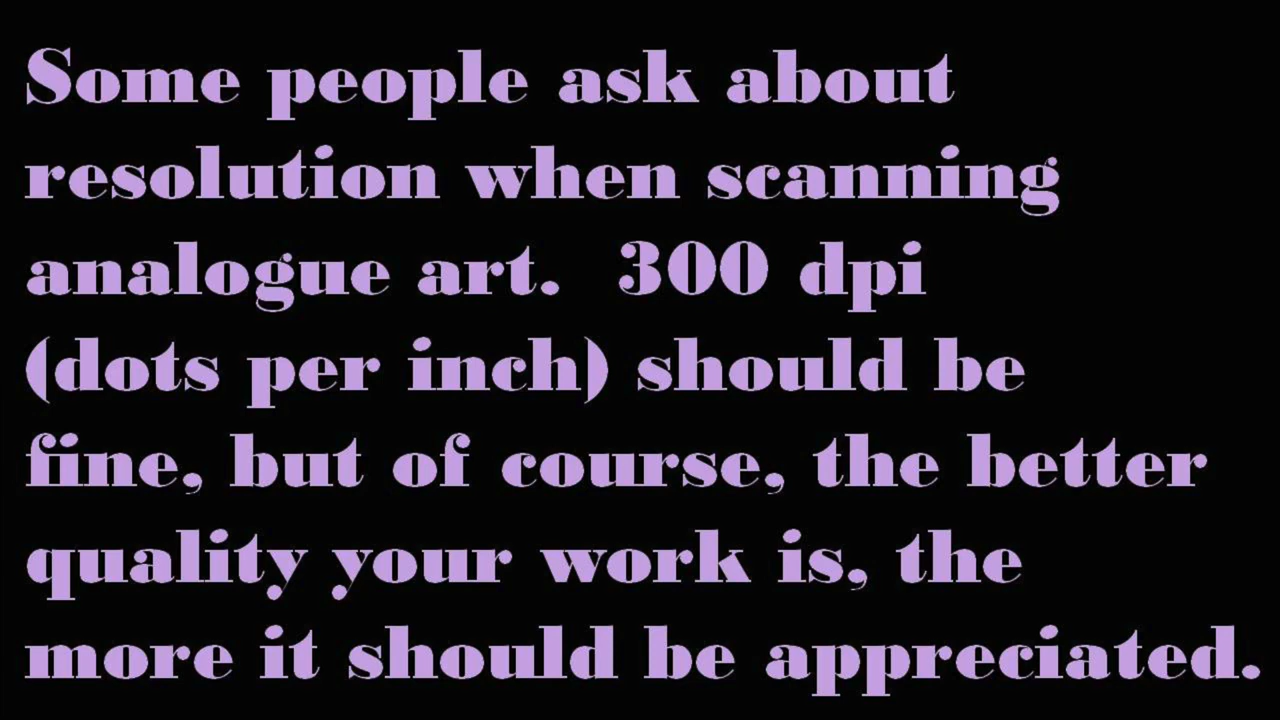 Some people ask about
resolution when scanning
analogue art.  300 dpi
(dots per inch) should be
fine, but of course, the better
quality your work is, the
more it should be appreciated.